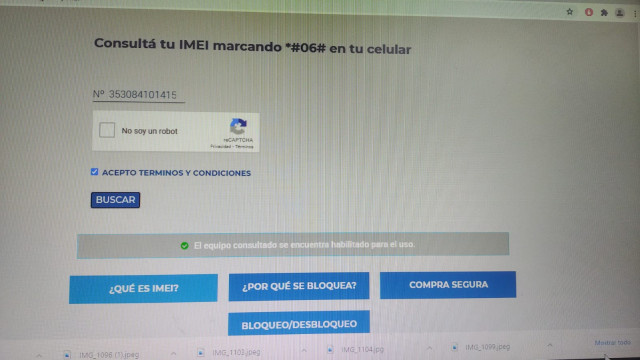 Consultá tu IMEI marcando *#06# en tu celular
Nº 353084101415
No soy un robot
reCAPTCHA
Privacidad - Términos
ACEPTO TERMINOS Y CONDICIONES
BUSCAR
El equipo consultado se encuentra habilitado para el uso.
¿QUÉ ES IMEI?
¿POR QUÉ SE BLOQUEA?
COMPRA SEGURA
BLOQUEO/DESBLOQUEO
IMG_1098 (1).jpeg
IMG_1103.jpeg
IMG_1104.jpg
IMG_1099.jpeg
Mostrar todo